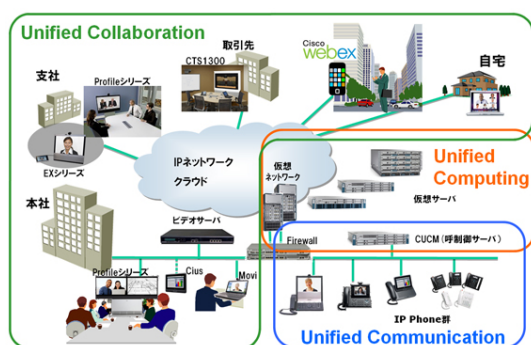 Unified Collaboration
支社
Profileシリーズ
EXシリーズ
取引先
CTS1300
Cisco
webex
自宅
IPネットワーク
クラウド
仮想
ネットワーク
Unified
Computing
仮想サーバ
本社
ビデオサーバ
Firewall
CUCM（呼制御サーバ）
Profileシリーズ
Cius
Movi
IP Phone群
Unified Communication